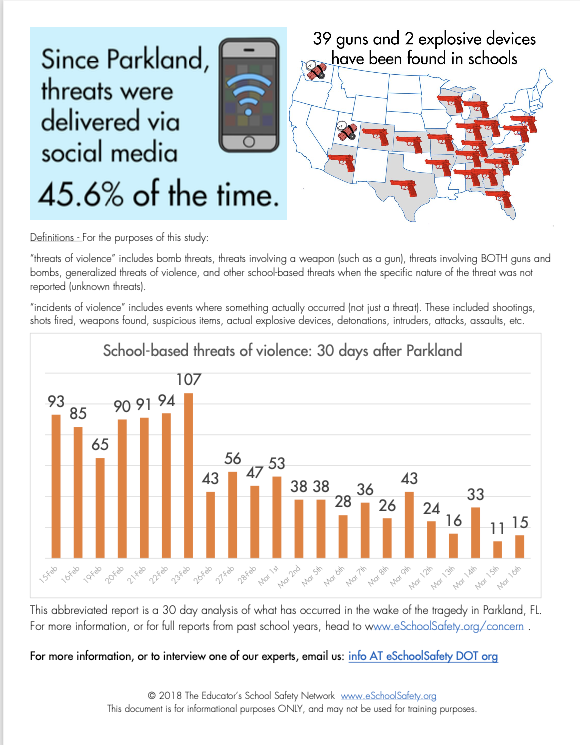 Since Parkland,
threats were
delivered via
social media
45.6% of the time.
39 guns and 2 explosive devices
have been found in schools
Definitions - For the purposes of this study:
"threats of violence" includes bomb threats, threats involving a weapon (such as a gun), threats involving BOTH guns and
bombs, generalized threats of violence, and other school-based threats when the specific nature of the threat was not
reported (unknown threats).
"incidents of violence" includes events where something actually occurred (not just a threat). These included shootings,
shots fired, weapons found, suspicious items, actual explosive devices, detonations, intruders, attacks, assaults, etc.
School-based threats of violence: 30 days after Parkland
93 85 65 90 91 94 107 43 56 47 53 38 38 28 36 26 43 24 16 33 11 15
15-Feb 16-Feb 19-Feb 20-Feb 21-Feb 22-Feb 23-Feb 26-Feb 27-Feb 28-Feb Mar 1st Mar 2nd Mar 5th Mar 6th Mar 7th Mar 8th Mar 9th Mar 12th Mar 13th Mar 14th Mar 15th Mar 16th
This abbreviated report is a 30 day analysis of what has occurred in the wake of the tragedy in Parkland, FL.
For more information, or for full reports from past school years, head to www.eSchoolSafety.org/concern .
For more information, or to interview one of our experts, email us: info AT eSchoolSafety DOT org
© 2018 The Educator's School Safety Network www.eSchoolSafety.org
This document is for informational purposes ONLY, and may not be used for training purposes.